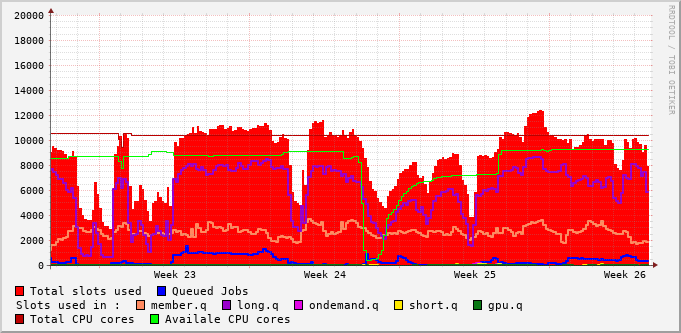 RRDTOOL / TOBI OETIKER
20000
18000
16000
14000
12000
10000
8000
6000
4000
2000
0
Week 23 Week 24 Week 25 Week 26
Total slots used Queued Jobs
Slots used in : member.q long.q ondemand.q short.q gpu.q
Total CPU cores Availale CPU cores